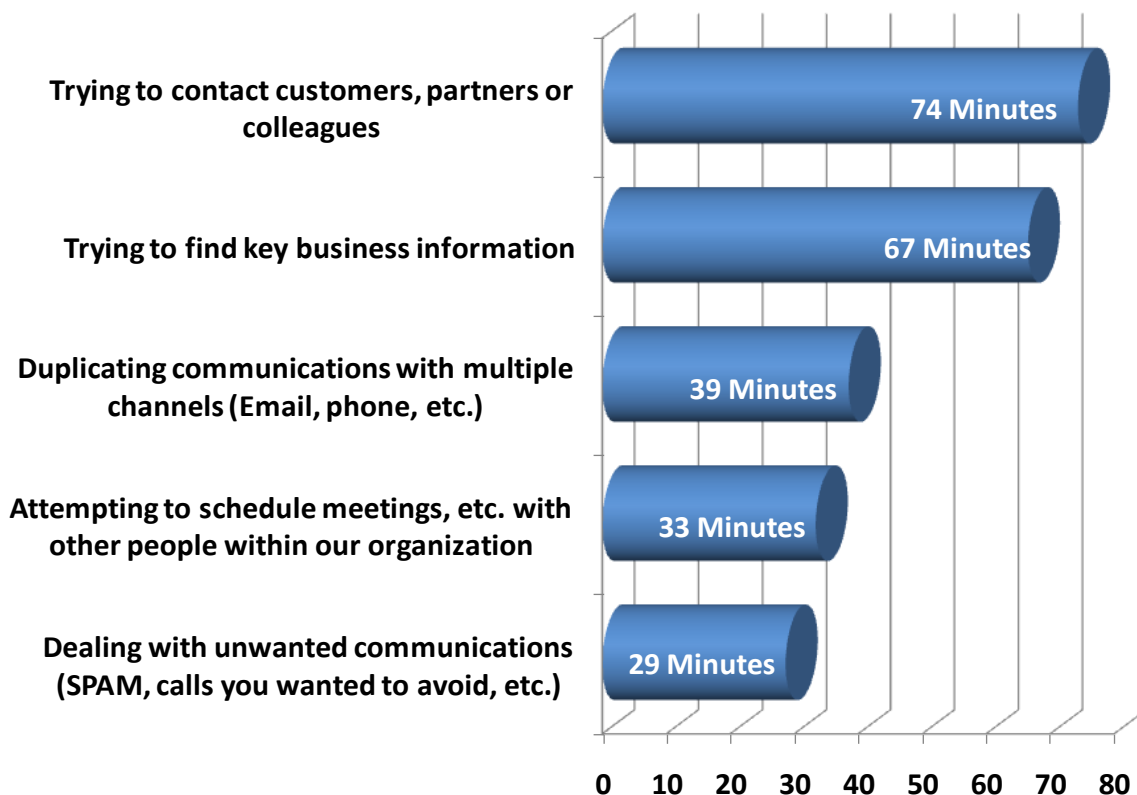 Trying to contact customers, partners or
colleagues
74 Minutes
Trying to find key business information
67 Minutes
Duplicating communications with multiple
channels (Email, phone, etc.)
39 Minutes
Attempting to schedule meetings, etc. with
other people within our organization
33 Minutes
Dealing with unwanted communications
(SPAM, calls you wanted to avoid, etc.)
29 Minutes
0 10 20 30 40 50 60 70 80